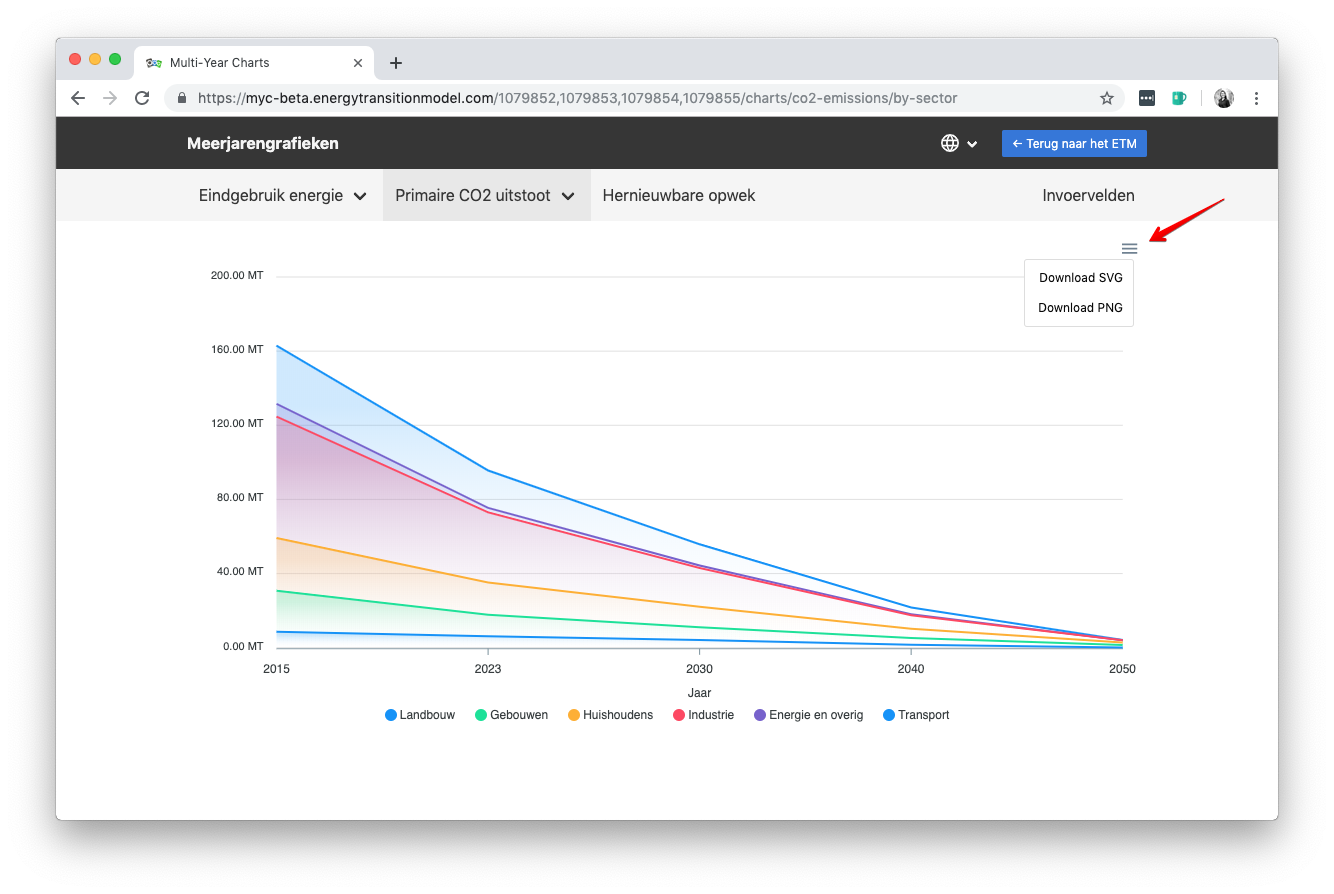 Multi-Year Charts
https://myc-beta.energytransitionmodel.com/1079852,1079853,1079854,1079855/charts/co2-emissions/by-sector
Meerjarengrafieken
← Terug naar het ETM
Eindgebruik energie
Primaire CO2 uitstoot
Hernieuwbare opwek
Invoervelden
Download SVG
Download PNG
200.00 MT
160.00 MT
120.00 MT
80.00 MT
40.00 MT
0.00 MT
2015 2023 2030 2040 2050
Jaar
Landbouw Gebouwen Huishoudens Industrie Energie en overig Transport